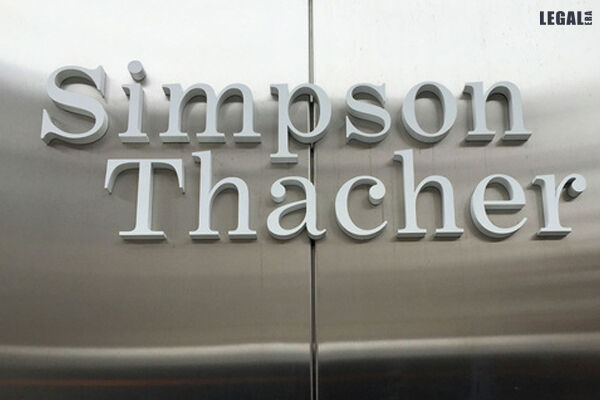 LEGAL ERA
Simpson
Thacher